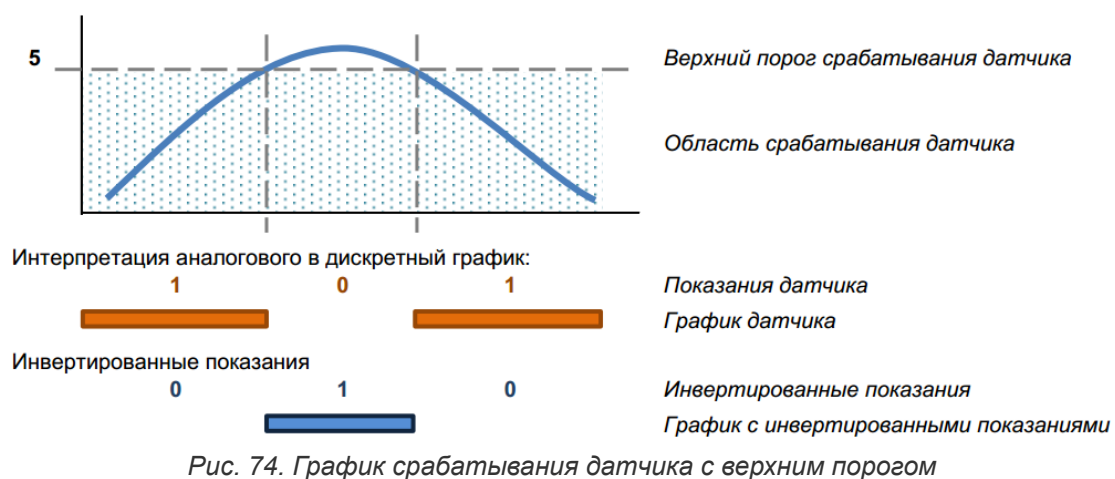 5
Верхний порог срабатывания датчика
Область срабатывания датчика
Интерпретация аналогового в дискретный график:
1 0 1 Показания датчика
График датчика
Инвертированные показания
0 1 0 Инвертированные показания
График с инвертированными показаниями
Рис. 74. График срабатывания датчика с верхним порогом